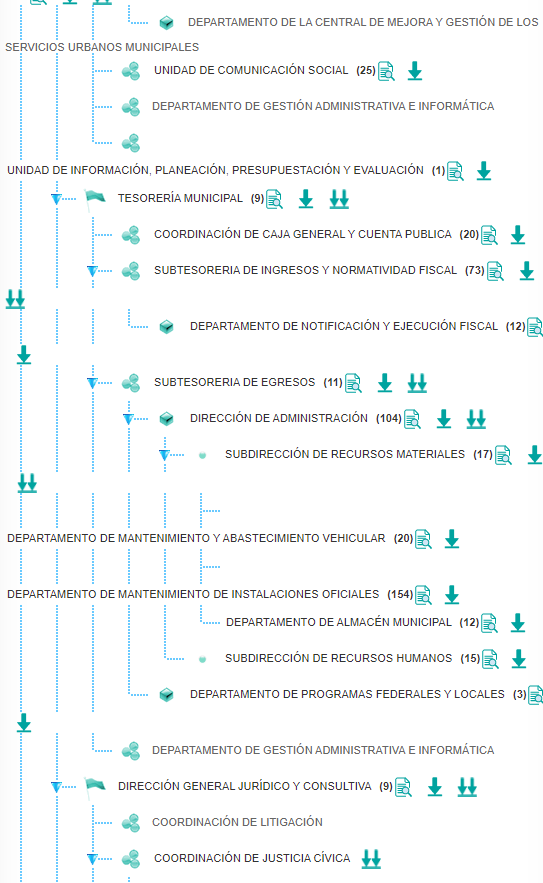 DEPARTAMENTO DE LA CENTRAL DE MEJORA Y GESTIÓN DE LOS
SERVICIOS URBANOS MUNICIPALES
UNIDAD DE COMUNICACIÓN SOCIAL (25)
DEPARTAMENTO DE GESTIÓN ADMINISTRATIVA E INFORMÁTICA
UNIDAD DE INFORMACIÓN, PLANEACIÓN, PRESUPUESTACIÓN Y EVALUACIÓN (1)
TESORERÍA MUNICIPAL (9)
COORDINACIÓN DE CAJA GENERAL Y CUENTA PUBLICA (20)
SUBTESORERIA DE INGRESOS Y NORMATIVIDAD FISCAL (73)
DEPARTAMENTO DE NOTIFICACIÓN Y EJECUCIÓN FISCAL (12)
SUBTESORERIA DE EGRESOS (11)
DIRECCIÓN DE ADMINISTRACIÓN (104)
SUBDIRECCIÓN DE RECURSOS MATERIALES (17)
DEPARTAMENTO DE MANTENIMIENTO Y ABASTECIMIENTO VEHICULAR (20)
DEPARTAMENTO DE MANTENIMIENTO DE INSTALACIONES OFICIALES (154)
DEPARTAMENTO DE ALMACÉN MUNICIPAL (12)
SUBDIRECCIÓN DE RECURSOS HUMANOS (15)
DEPARTAMENTO DE PROGRAMAS FEDERALES Y LOCALES (3)
DEPARTAMENTO DE GESTIÓN ADMINISTRATIVA E INFORMÁTICA
DIRECCIÓN GENERAL JURÍDICO Y CONSULTIVA (9)
COORDINACIÓN DE LITIGACIÓN
COORDINACIÓN DE JUSTICIA CÍVICA